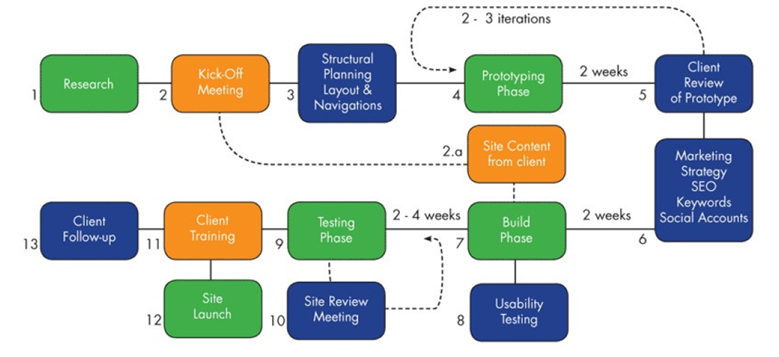 2 - 3 iterations
1
Research
2
Kick-Off
Meeting
3
Structural
Planning
Layout &
Navigations
4
Prototyping
Phase
2 weeks
5
Client
Review
of Prototype
2.a
Site Content
from client
Marketing
Strategy
SEO
Keywords
Social Accounts
6
2 weeks
7
Build
Phase
8
Usability
Testing
2 - 4 weeks
9
Testing
Phase
10
Site Review
Meeting
11
Client
Training
12
Site
Launch
13
Client
Follow-up